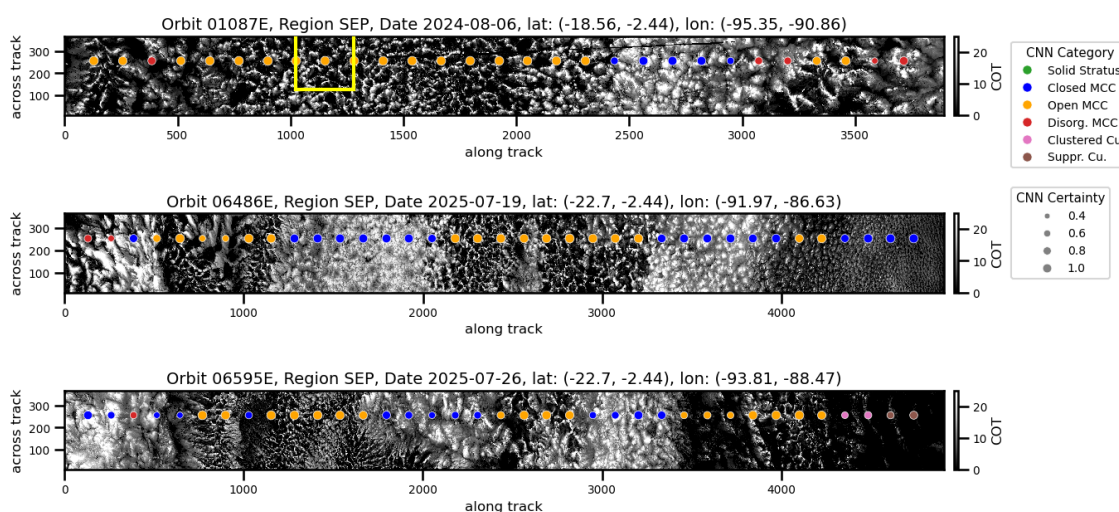 Orbit 01087E, Region SEP, Date 2024-08-06, lat: (-18.56, -2.44), lon: (-95.35, -90.86)
across track
300
200
100
0 500 1000 1500 2000 2500 3000 3500
along track
20
10
0
COT
CNN Category
Solid Stratus
Closed MCC
Open MCC
Disorg. MCC
Clustered Cu
Suppr. Cu.
Orbit 06486E, Region SEP, Date 2025-07-19, lat: (-22.7, -2.44), lon: (-91.97, -86.63)
across track
300
200
100
0 1000 2000 3000 4000
along track
20
10
0
COT
CNN Certainty
0.4
0.6
0.8
1.0
Orbit 06595E, Region SEP, Date 2025-07-26, lat: (-22.7, -2.44), lon: (-93.81, -88.47)
across track
300
200
100
0 1000 2000 3000 4000
along track
20
10
0
COT